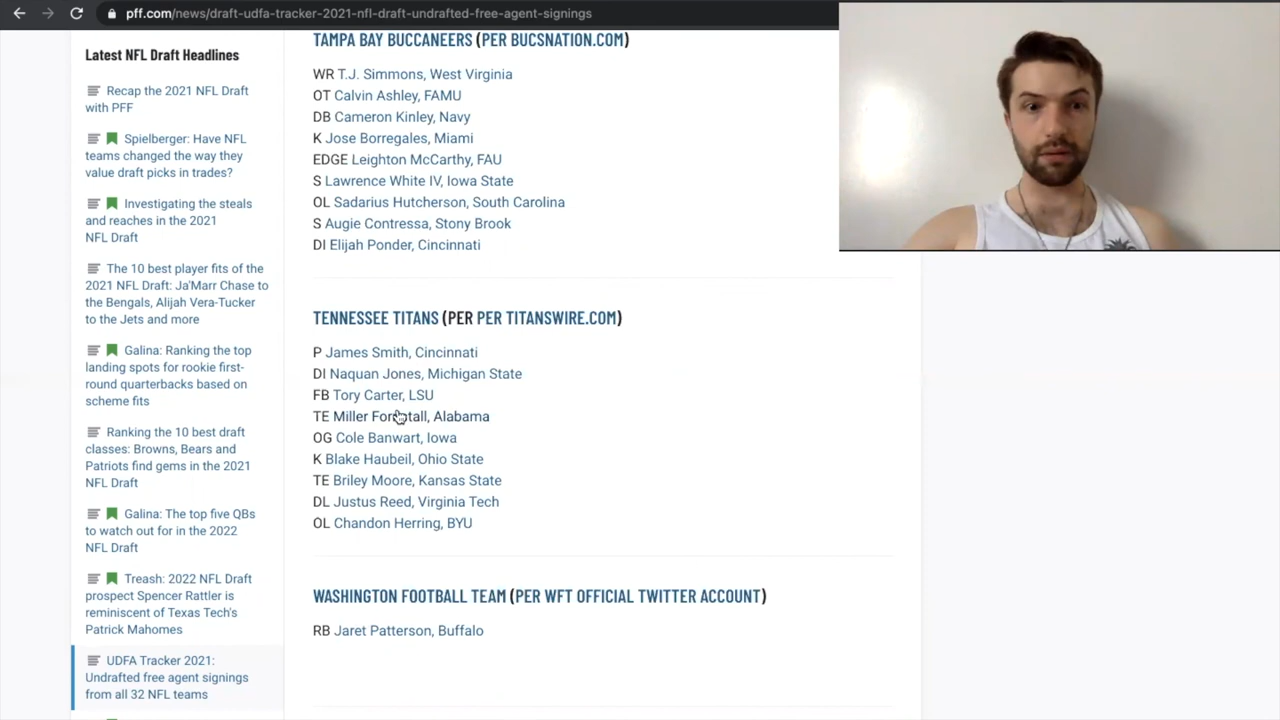 pff.com/news/draft-udfa-tracker-2021-nfl-draft-undrafted-free-agent-signings
Latest NFL Draft Headlines
Recap the 2021 NFL Draft
with PFF
Spielberger: Have NFL
teams changed the way they
value draft picks in trades?
Investigating the steals
and reaches in the 2021
NFL Draft
The 10 best player fits of the
2021 NFL Draft: Ja'Marr Chase to
the Bengals, Alijah Vera-Tucker
to the Jets and more
Galina: Ranking the top
landing spots for rookie first-
round quarterbacks based on
scheme fits
Ranking the 10 best draft
classes: Browns, Bears and
Patriots find gems in the 2021
NFL Draft
Galina: The top five QBs
to watch out for in the 2022
NFL Draft
Treash: 2022 NFL Draft
prospect Spencer Rattler is
reminiscent of Texas Tech's
Patrick Mahomes
UDFA Tracker 2021:
Undrafted free agent signings
from all 32 NFL teams
TAMPA BAY BUCCANEERS (PER BUCSNATION.COM)
WR T.J. Simmons, West Virginia
OT Calvin Ashley, FAMU
DB Cameron Kinley, Navy
K Jose Borregales, Miami
EDGE Leighton McCarthy, FAU
S Lawrence White IV, Iowa State
OL Sadarius Hutcherson, South Carolina
S Augie Contressa, Stony Brook
DI Elijah Ponder, Cincinnati
TENNESSEE TITANS (PER PER TITANSWIRE.COM)
P James Smith, Cincinnati
DI Naquan Jones, Michigan State
FB Tory Carter, LSU
TE Miller Forristall, Alabama
OG Cole Banwart, Iowa
K Blake Haubeil, Ohio State
TE Briley Moore, Kansas State
DL Justus Reed, Virginia Tech
OL Chandon Herring, BYU
WASHINGTON FOOTBALL TEAM (PER WFT OFFICIAL TWITTER ACCOUNT)
RB Jaret Patterson, Buffalo